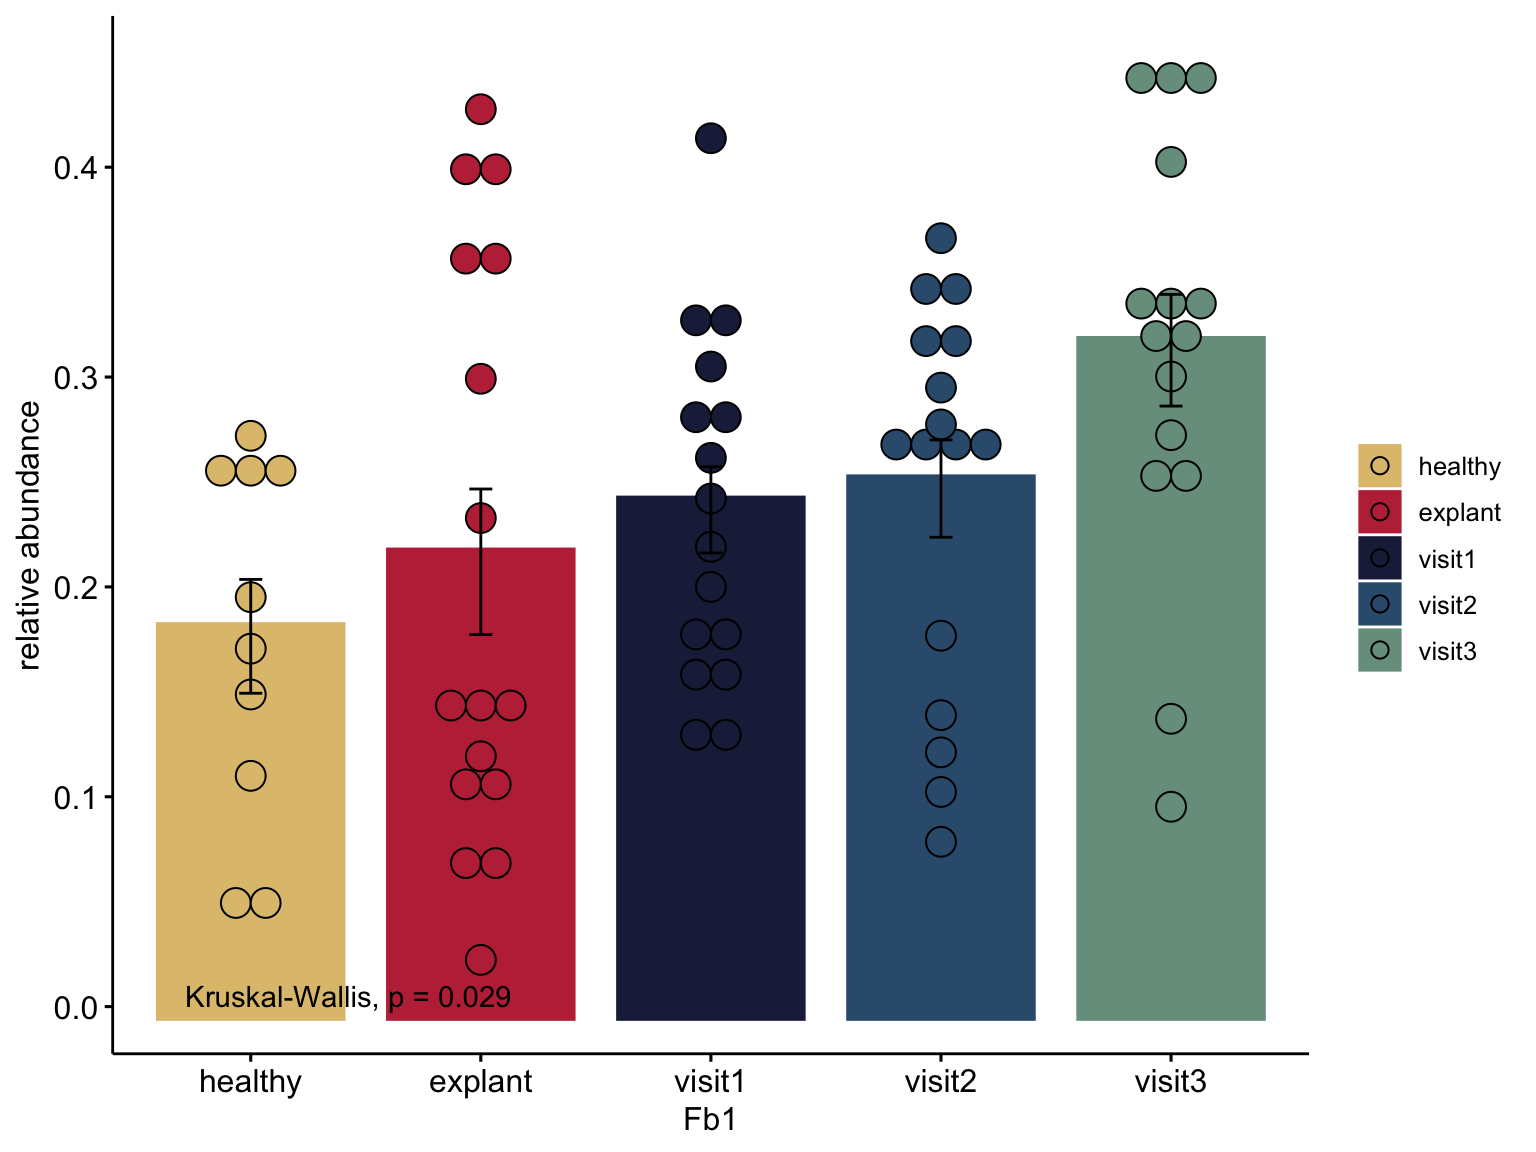 relative abundance
0.4
0.3
0.2
0.1
0.0
Kruskal-Wallis, p = 0.029
healthy
explant
visit1
visit2
visit3
Fb1
healthy
explant
visit1
visit2
visit3